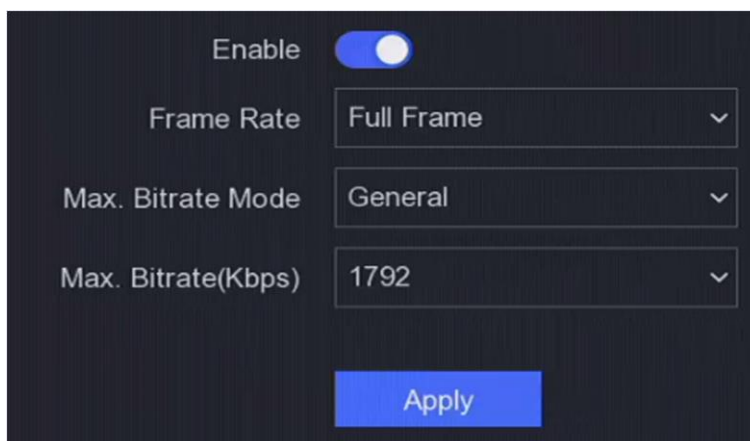 Enable
Frame Rate Full Frame
Max. Bitrate Mode General
Max. Bitrate(Kbps) 1792
Apply